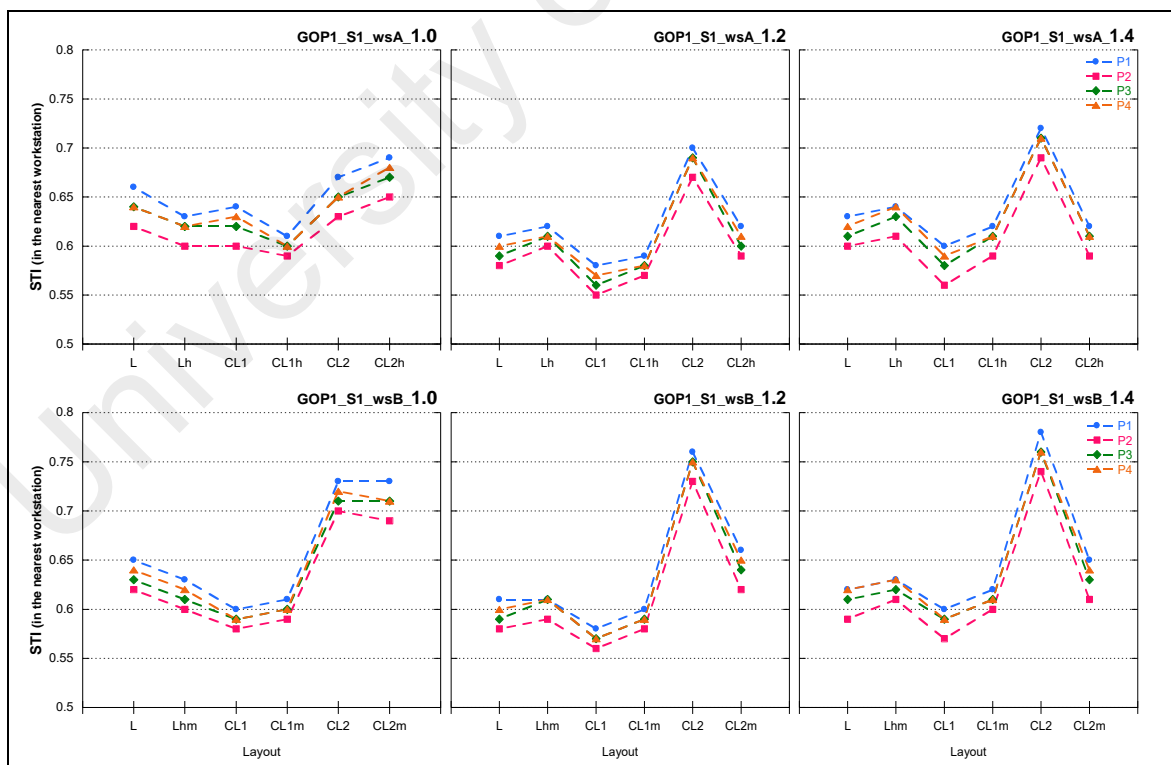 GOP1_S1_wsA_1.0
GOP1_S1_wsA_1.2
GOP1_S1_wsA_1.4
STI (in the nearest workstation)
0.8
0.75
0.7
0.65
0.6
0.55
0.5
P1
P2
P3
P4
L Lh CL1 CL1h CL2 CL2h
L Lh CL1 CL1h CL2 CL2h
L Lh CL1 CL1h CL2 CL2h
GOP1_S1_wsB_1.0
GOP1_S1_wsB_1.2
GOP1_S1_wsB_1.4
STI (in the nearest workstation)
0.8
0.75
0.7
0.65
0.6
0.55
0.5
P1
P2
P3
P4
L Lhm CL1 CL1m CL2 CL2m
L Lhm CL1 CL1m CL2 CL2m
L Lhm CL1 CL1m CL2 CL2m
Layout
Layout
Layout
University